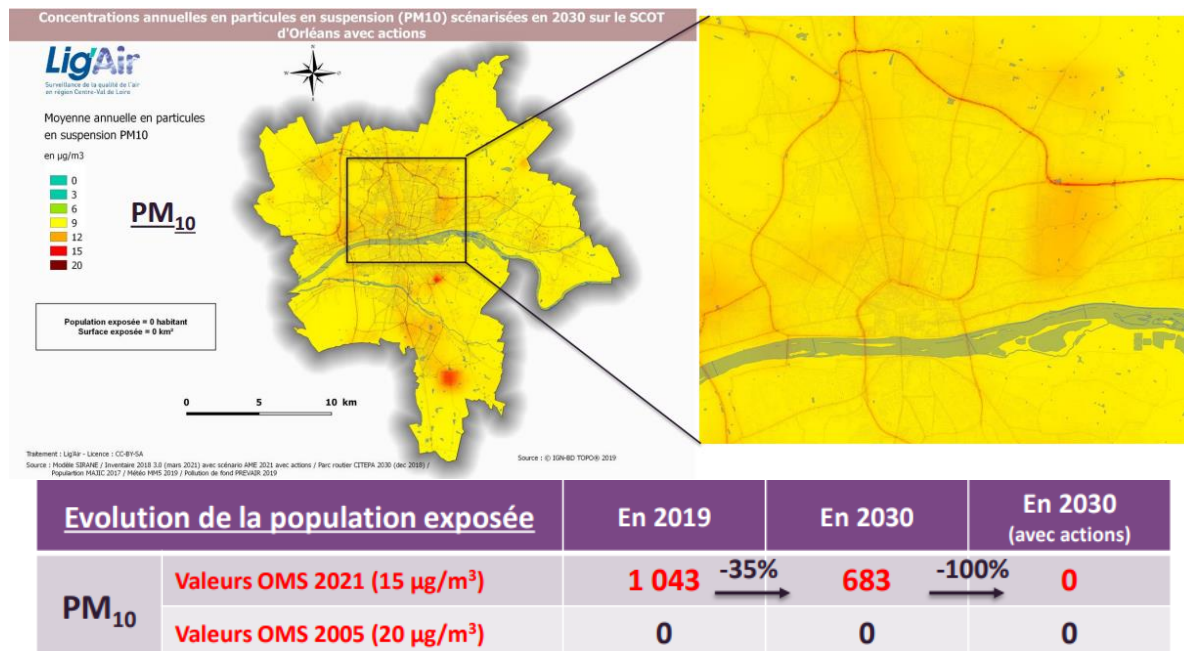 Concentrations annuelles en particules en suspension (PM10) scénarisées en 2030 sur le SCOT
d'Orléans avec actions
Lig'Air
Surveillance de la qualité de l'air
en région Centre-Val de Loire
N
Moyenne annuelle en particules
en suspension PM10
en µg/m3
0
3
6
9
12
15
20
PM10
Population exposée = 0 habitant
Surface exposée = 0 km²
0 5 10 km
Traitement : Lig'Air - Licence : CC-BY-SA
Source : Modèle SIRANE / Inventaire 2018 3.0 (mars 2021) avec scénario AME 2021 avec actions / Parc routier CITEPA 2030 (dec 2018) /
Population MAJIC 2017 / Météo MM5 2019 / Pollution de fond PREVAIR 2019
Source : © IGN-BD TOPO® 2019
Evolution de la population exposée En 2019 En 2030 En 2030
(avec actions)
PM10 Valeurs OMS 2021 (15 µg/m³) 1 043 -35% 683 -100% 0
Valeurs OMS 2005 (20 µg/m³) 0 0 0